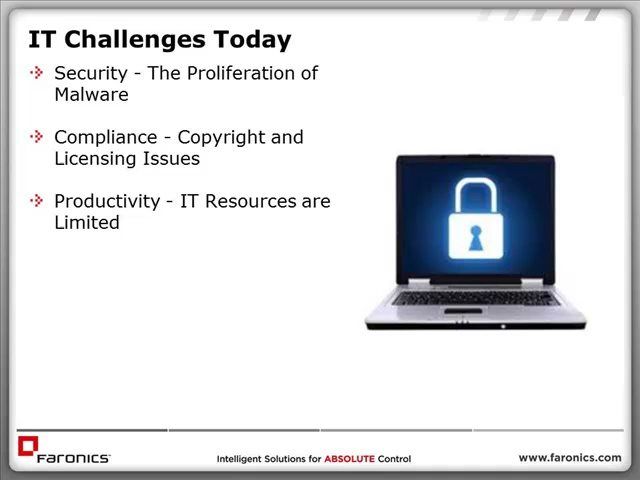 IT Challenges Today
Security - The Proliferation of
Malware
Compliance - Copyright and
Licensing Issues
Productivity - IT Resources are
Limited
FARONICS
Intelligent Solutions for ABSOLUTE Control
www.faronics.com